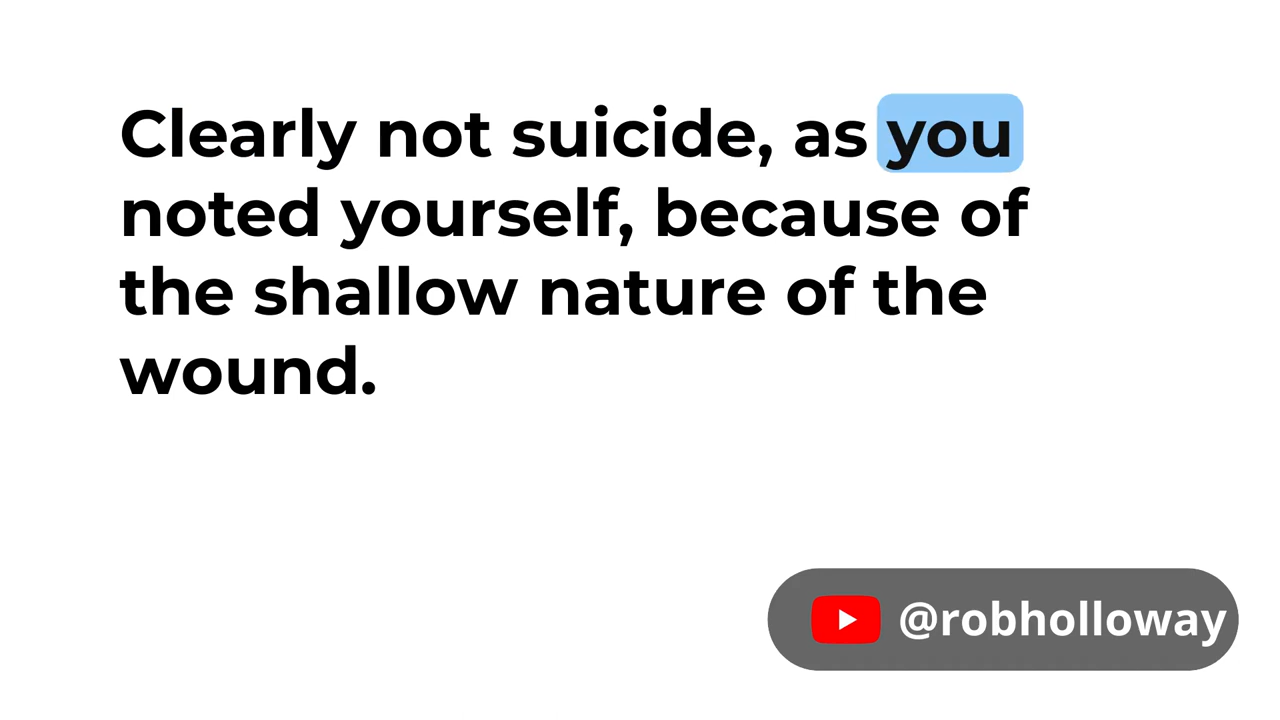 Clearly not suicide, as you
noted yourself, because of
the shallow nature of the
wound.
@robholloway